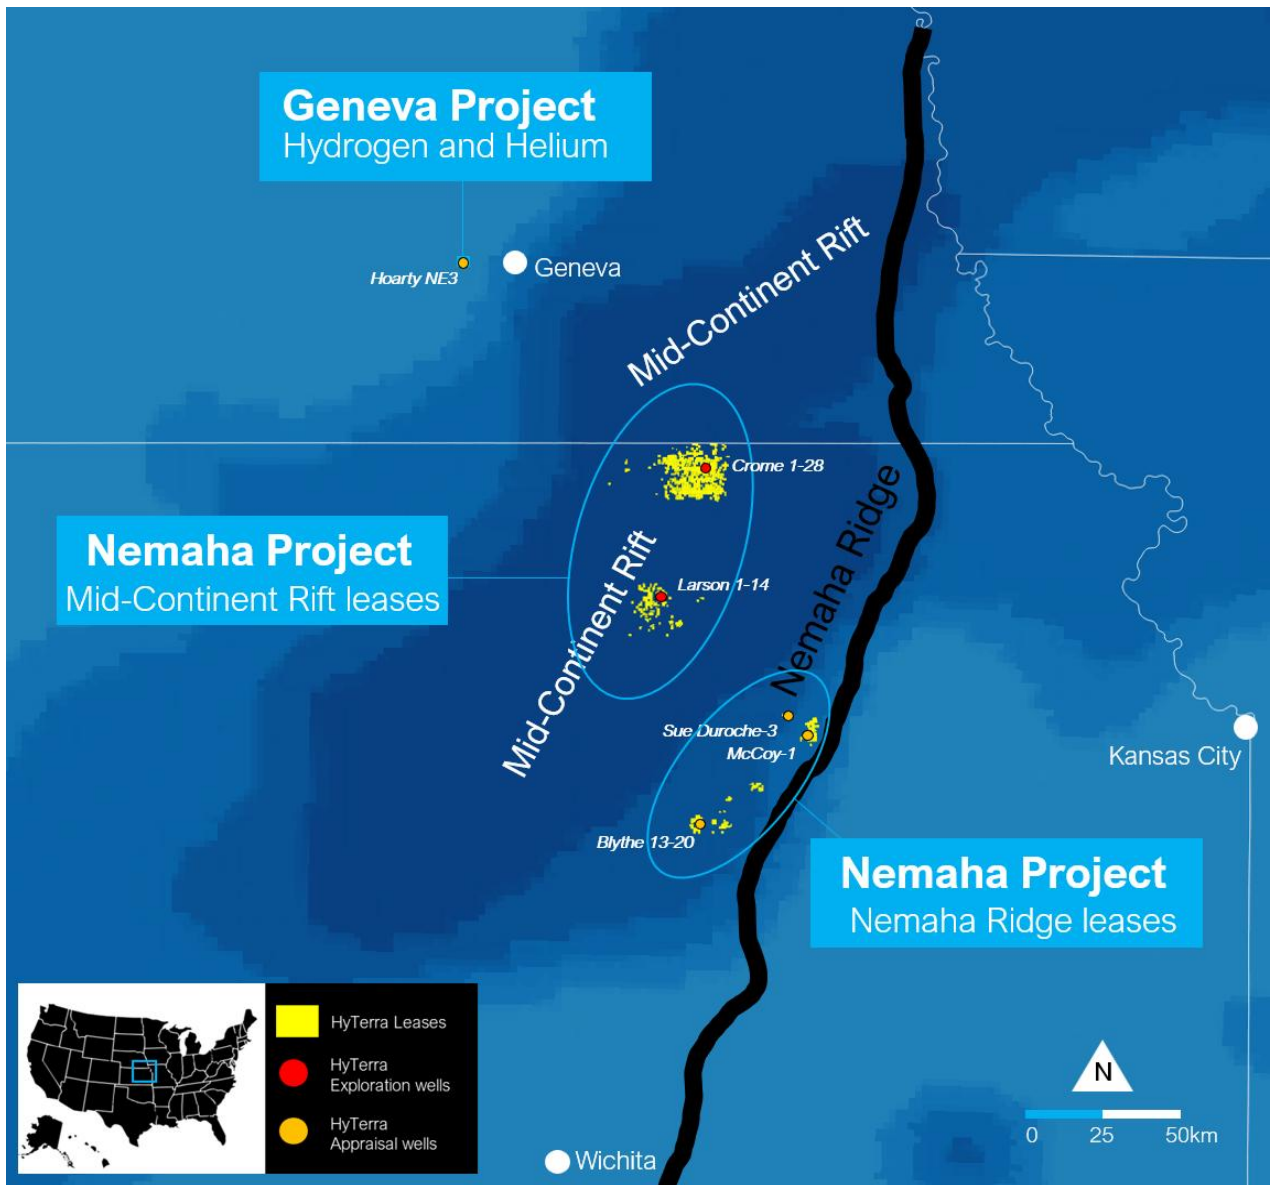 Geneva Project
Hydrogen and Helium
Hoarty NE3
Geneva
Mid-Continent Rift
Crome 1-28
Nemaha Ridge
Nemaha Project
Mid-Continent Rift leases
Mid-Continent Rift
Larson 1-14
Sue Duroche-3
McCoy-1
Kansas City
Blythe 13-20
Nemaha Project
Nemaha Ridge leases
HyTerra Leases
HyTerra
Exploration wells
HyTerra
Appraisal wells
N
0 25 50km
Wichita